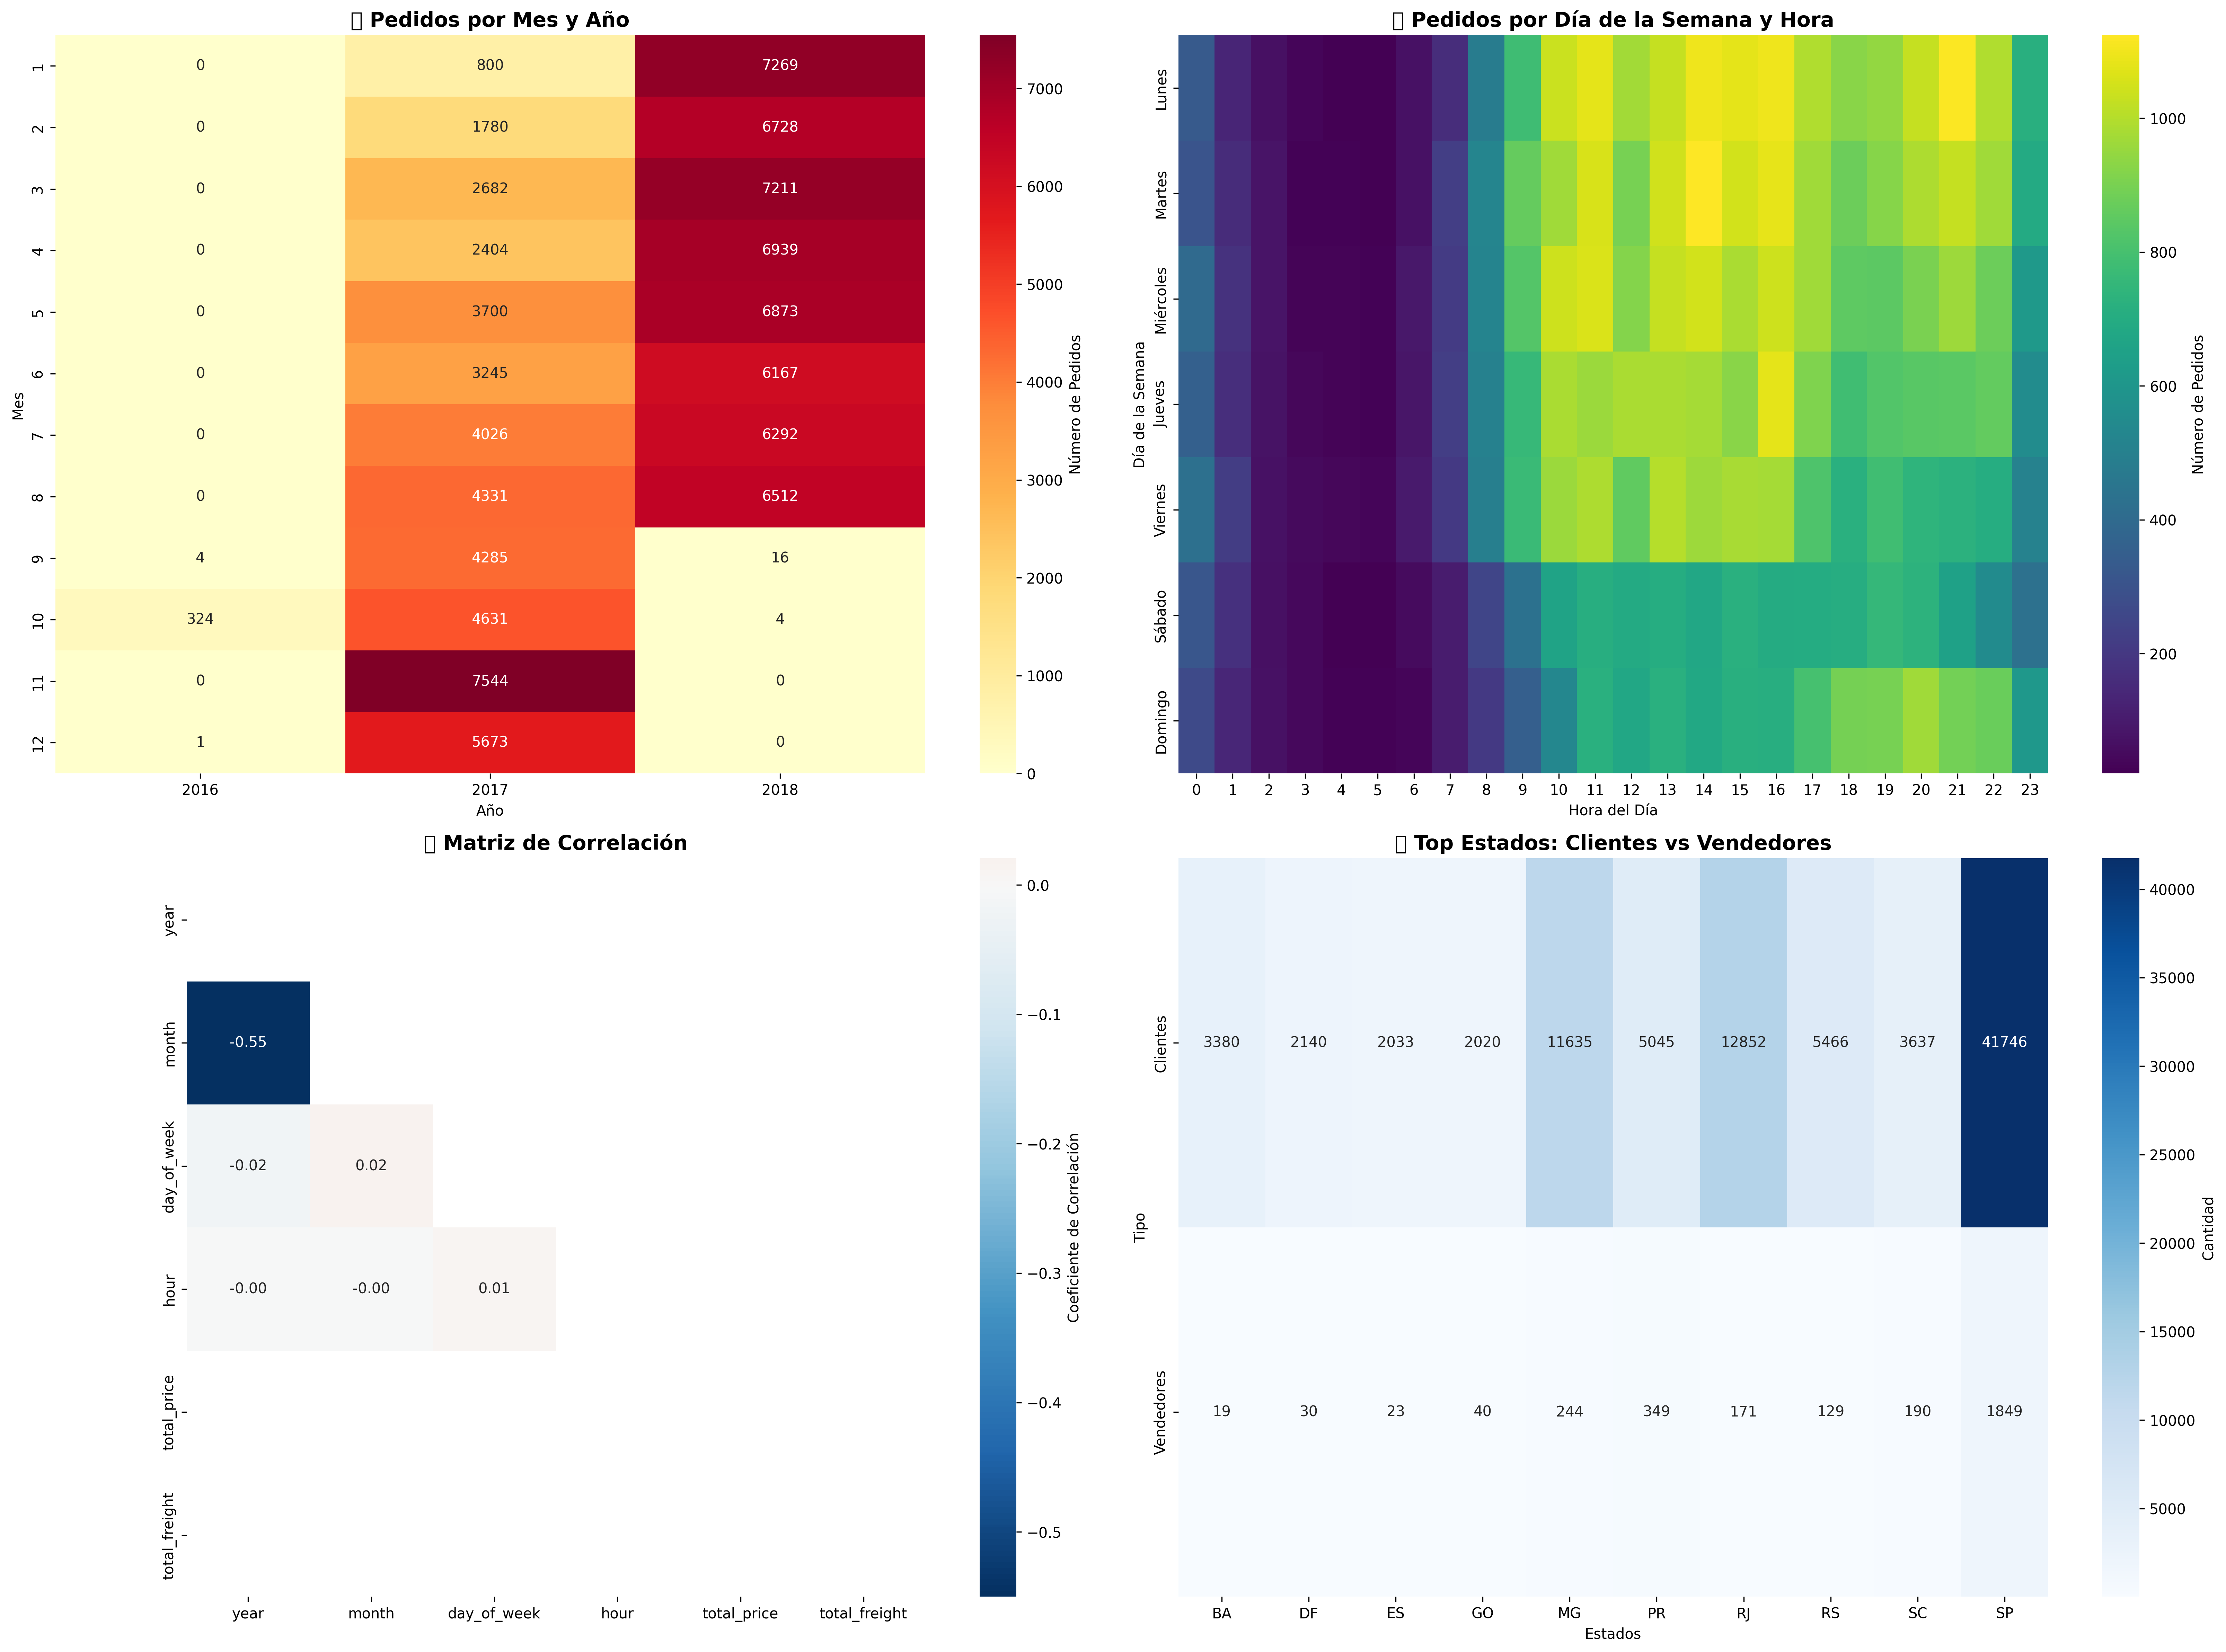 ▯ Pedidos por Mes y Año
1 0 800 7269
2 0 1780 6728
3 0 2682 7211
4 0 2404 6939
5 0 3700 6873
6 0 3245 6167
7 0 4026 6292
8 0 4331 6512
9 4 4285 16
10 324 4631 4
11 0 7544 0
12 1 5673 0
2016 2017 2018
Mes
Año
7000
6000
5000
4000
3000
2000
1000
0
Número de Pedidos
▯ Pedidos por Día de la Semana y Hora
Lunes
Martes
Miércoles
Jueves
Viernes
Sábado
Domingo
Día de la Semana
0 1 2 3 4 5 6 7 8 9 10 11 12 13 14 15 16 17 18 19 20 21 22 23
Hora del Día
1000
800
600
400
200
Número de Pedidos
▯ Matriz de Correlación
year
month -0.55
day_of_week -0.02 0.02
hour -0.00 -0.00 0.01
total_price
total_freight
year month day_of_week hour total_price total_freight
0.0
−0.1
−0.2
−0.3
−0.4
−0.5
Coeficiente de Correlación
▯ Top Estados: Clientes vs Vendedores
Clientes 3380 2140 2033 2020 11635 5045 12852 5466 3637 41746
Vendedores 19 30 23 40 244 349 171 129 190 1849
Tipo
BA DF ES GO MG PR RJ RS SC SP
Estados
40000
35000
30000
25000
20000
15000
10000
5000
Cantidad